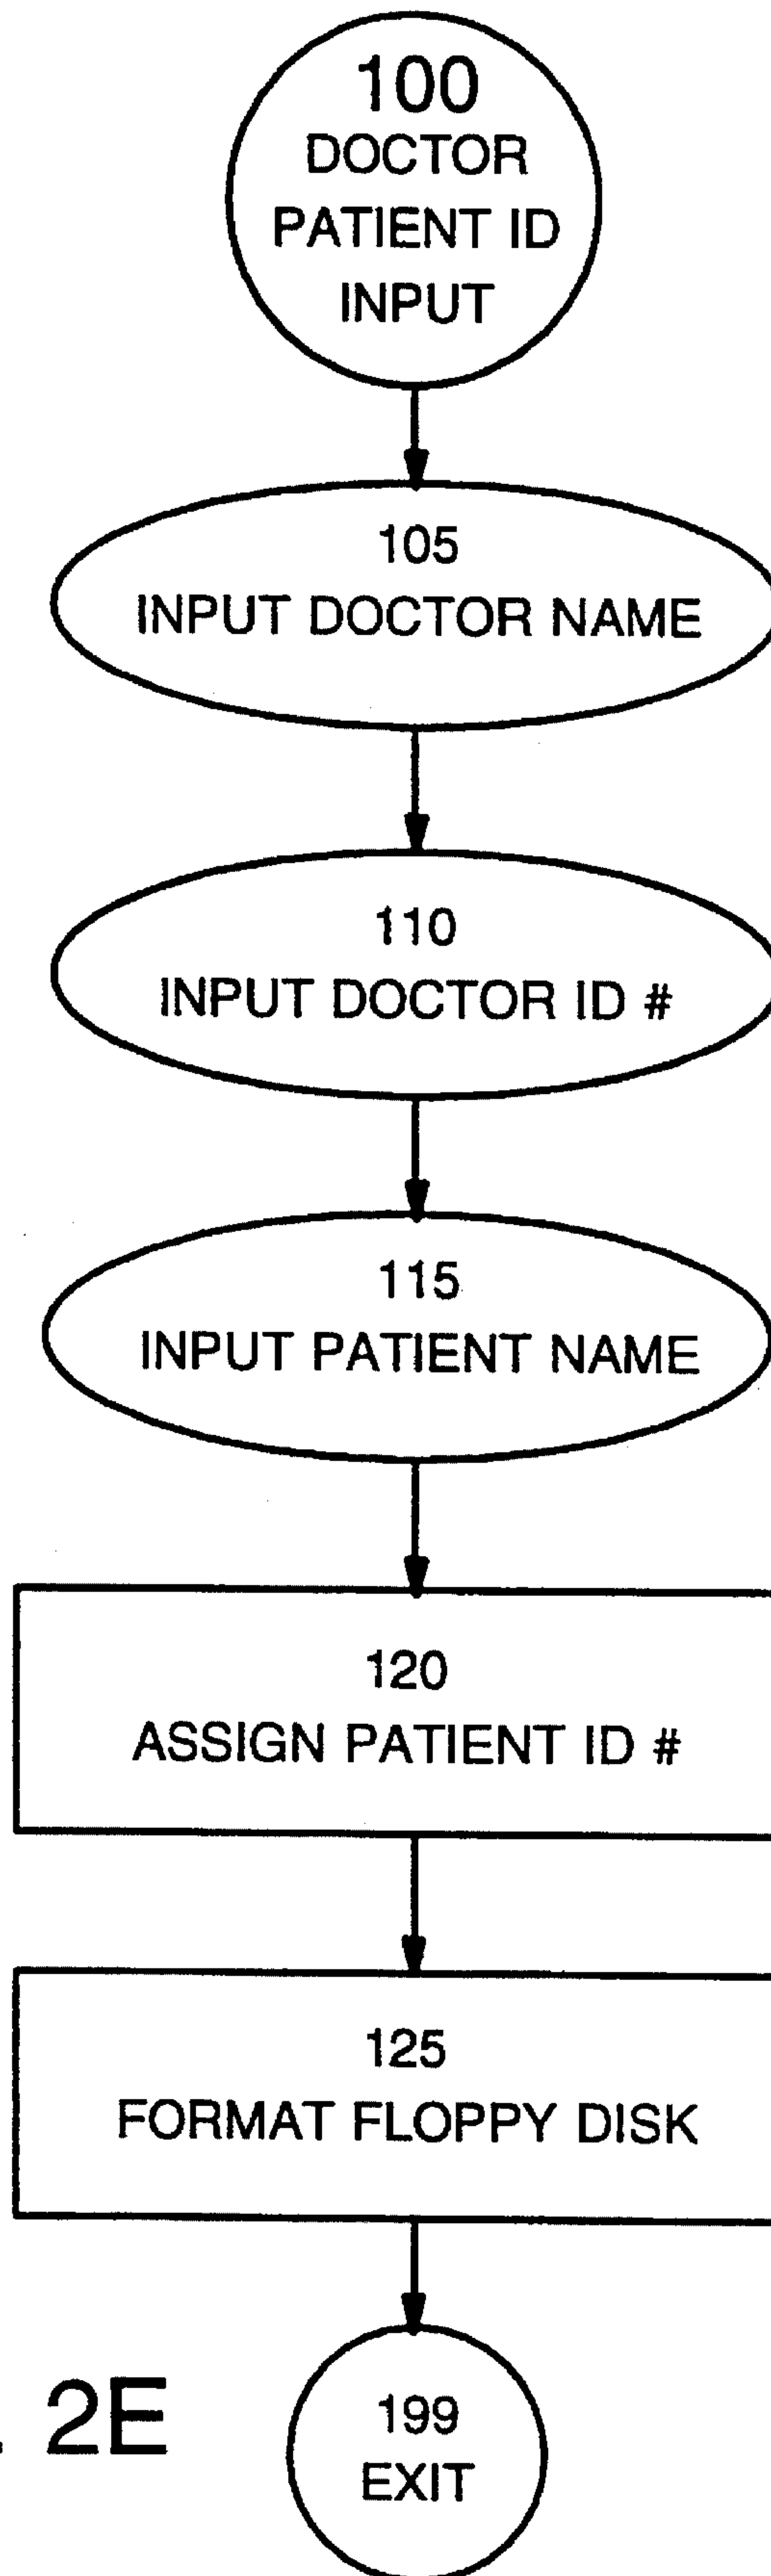 100
DOCTOR
PATIENT ID
INPUT
105
INPUT DOCTOR NAME
110
INPUT DOCTOR ID #
115
INPUT PATIENT NAME
120
ASSIGN PATIENT ID #
125
FORMAT FLOPPY DISK
199
EXIT
. 2E